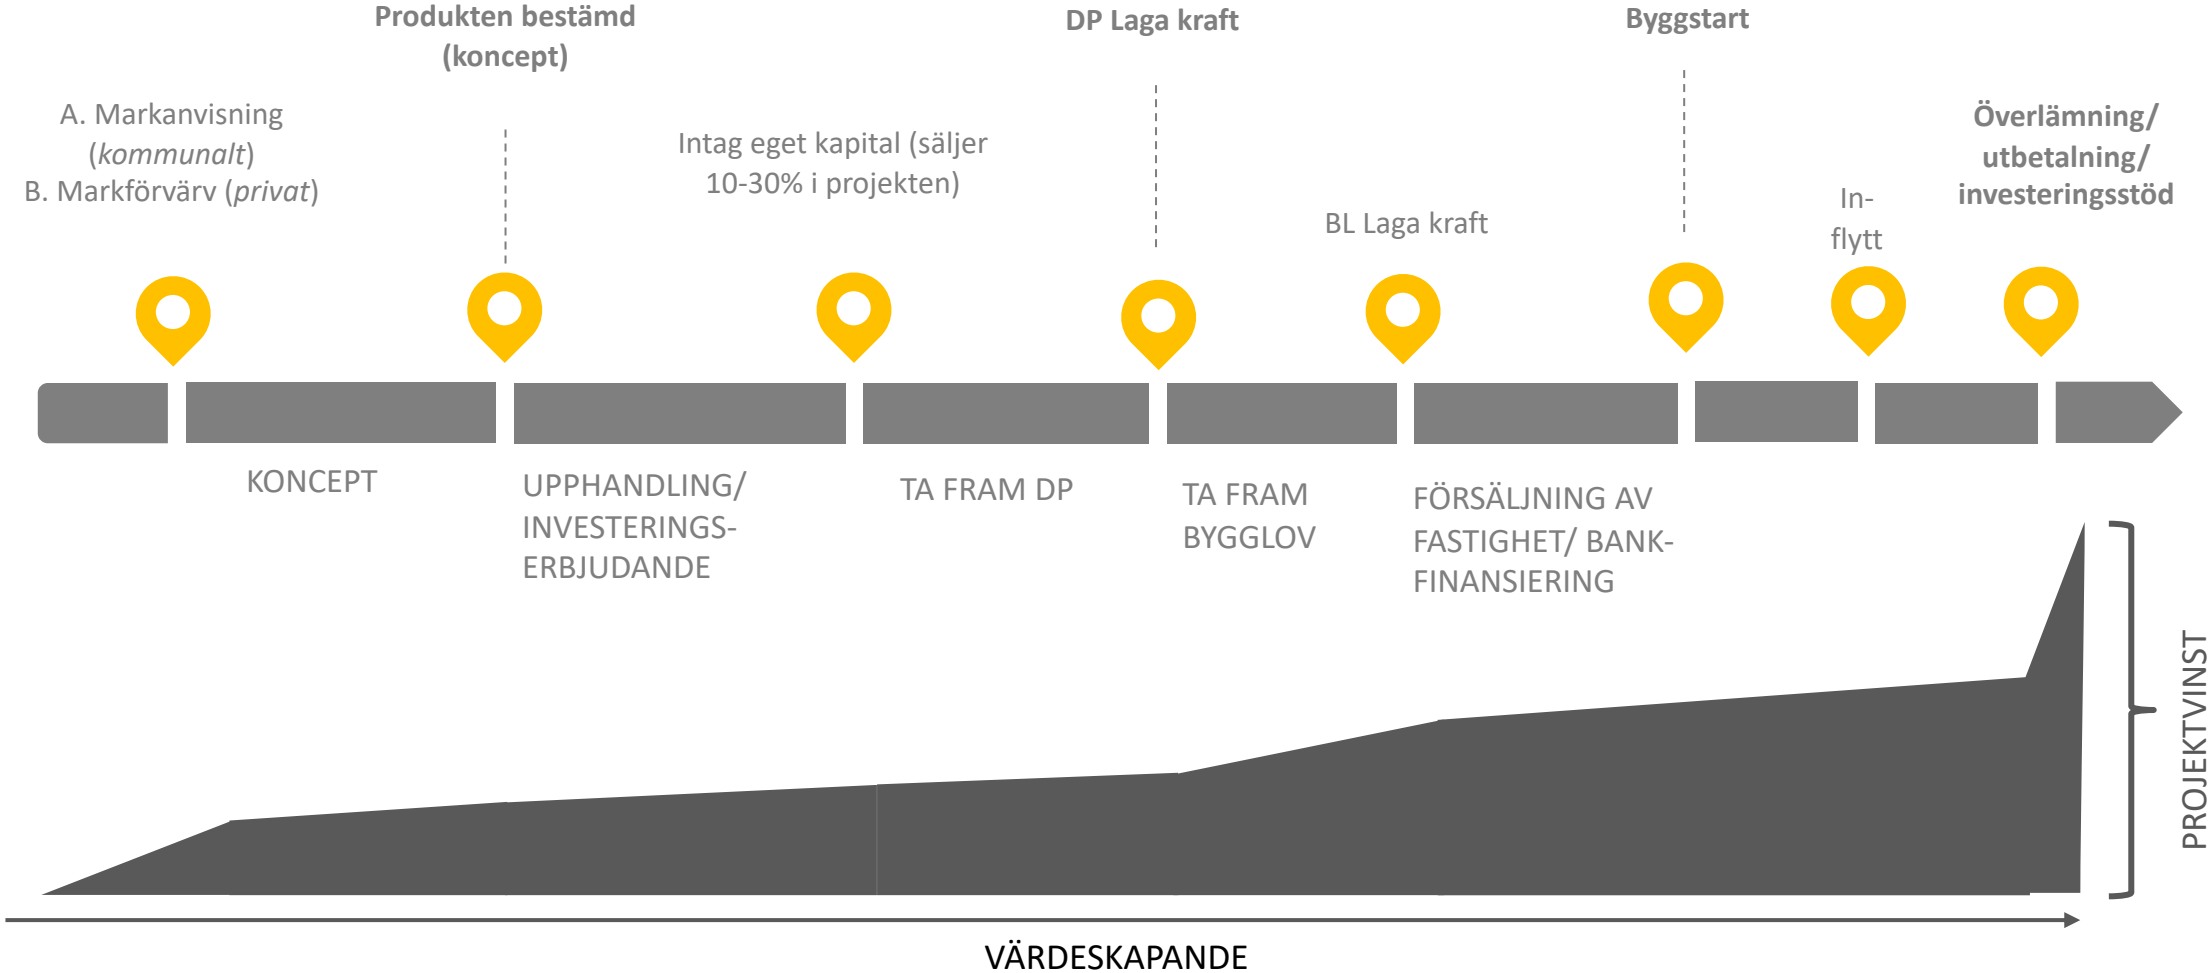 Produkten bestämd
(koncept)
DP Laga kraft
Byggstart
A. Markanvisning
(kommunalt)
B. Markförvärv (privat)
Intag eget kapital (säljer
10-30% i projekten)
BL Laga kraft
In-
flytt
Överlämning/
utbetalning/
investeringsstöd
KONCEPT
UPPHANDLING/
INVESTERINGS-
ERBJUDANDE
TA FRAM DP
TA FRAM
BYGGLOV
FÖRSÄLJNING AV
FASTIGHET/ BANK-
FINANSIERING
PROJEKTVINST
VÄRDESKAPANDE